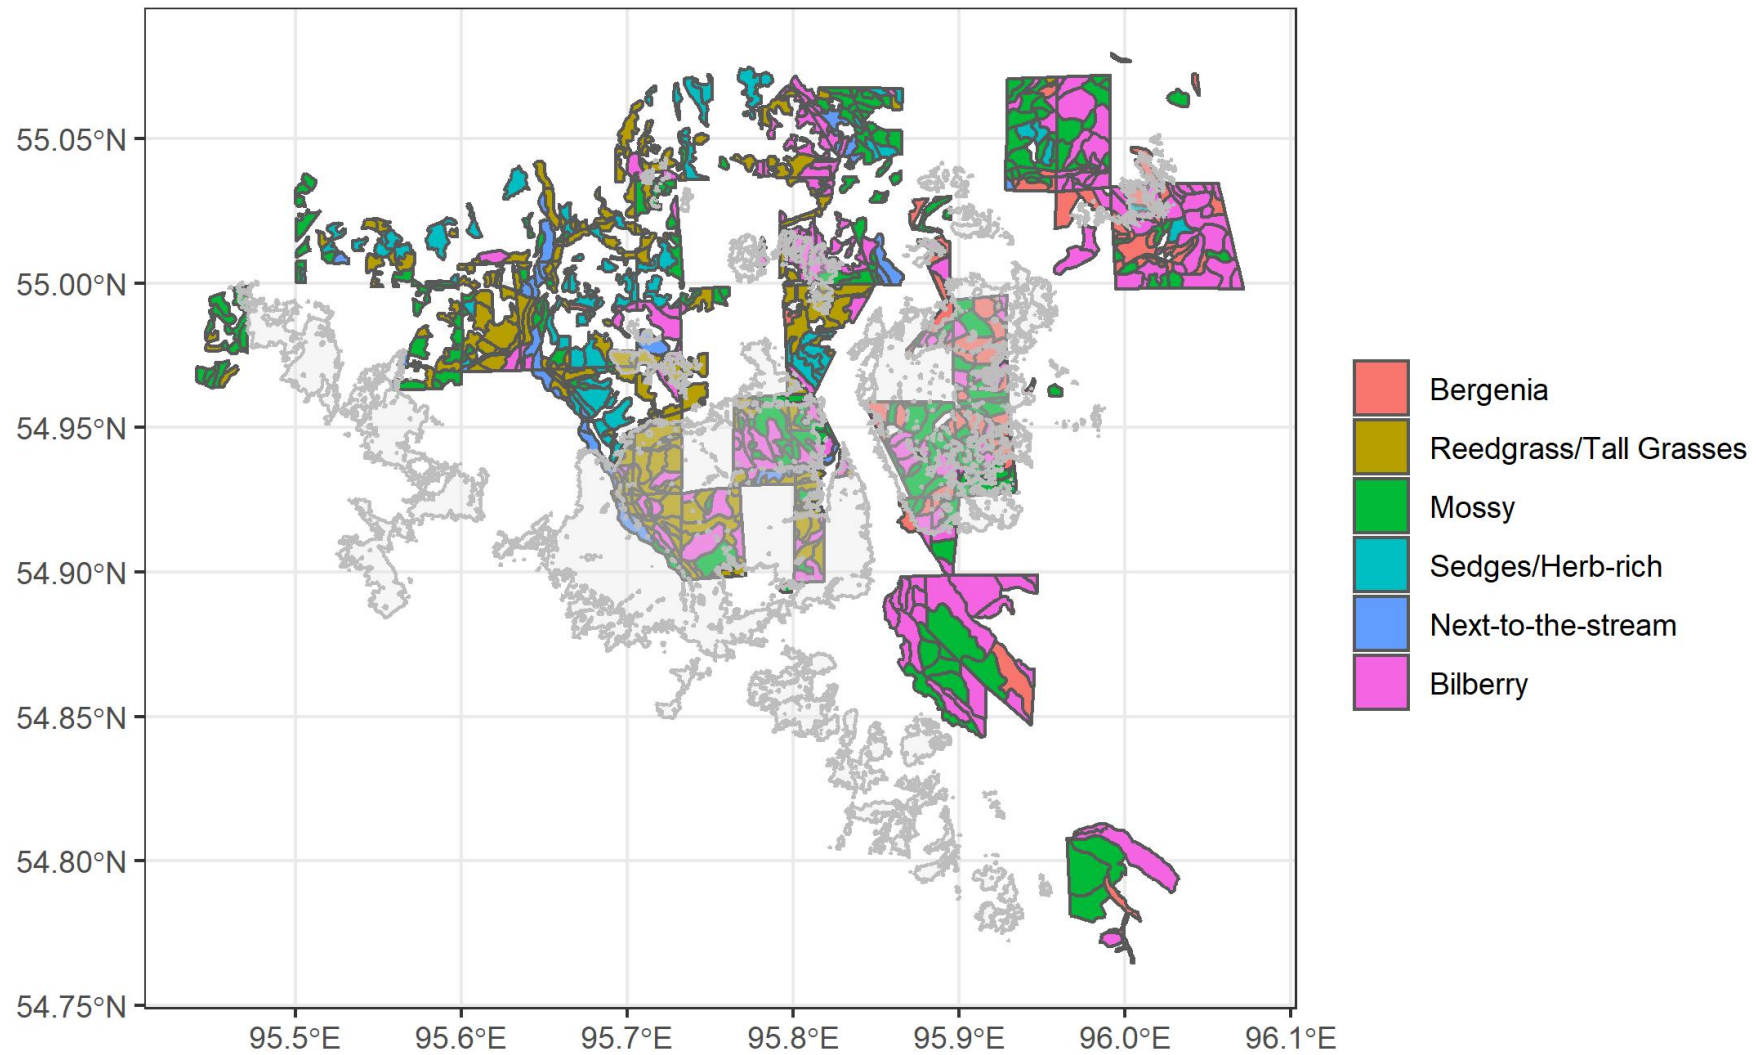 55.05°N
55.00°N
54.95°N
54.90°N
54.85°N
54.80°N
54.75°N
95.5°E 95.6°E 95.7°E 95.8°E 95.9°E 96.0°E 96.1°E
Bergenia
Reedgrass/Tall Grasses
Mossy
Sedges/Herb-rich
Next-to-the-stream
Bilberry